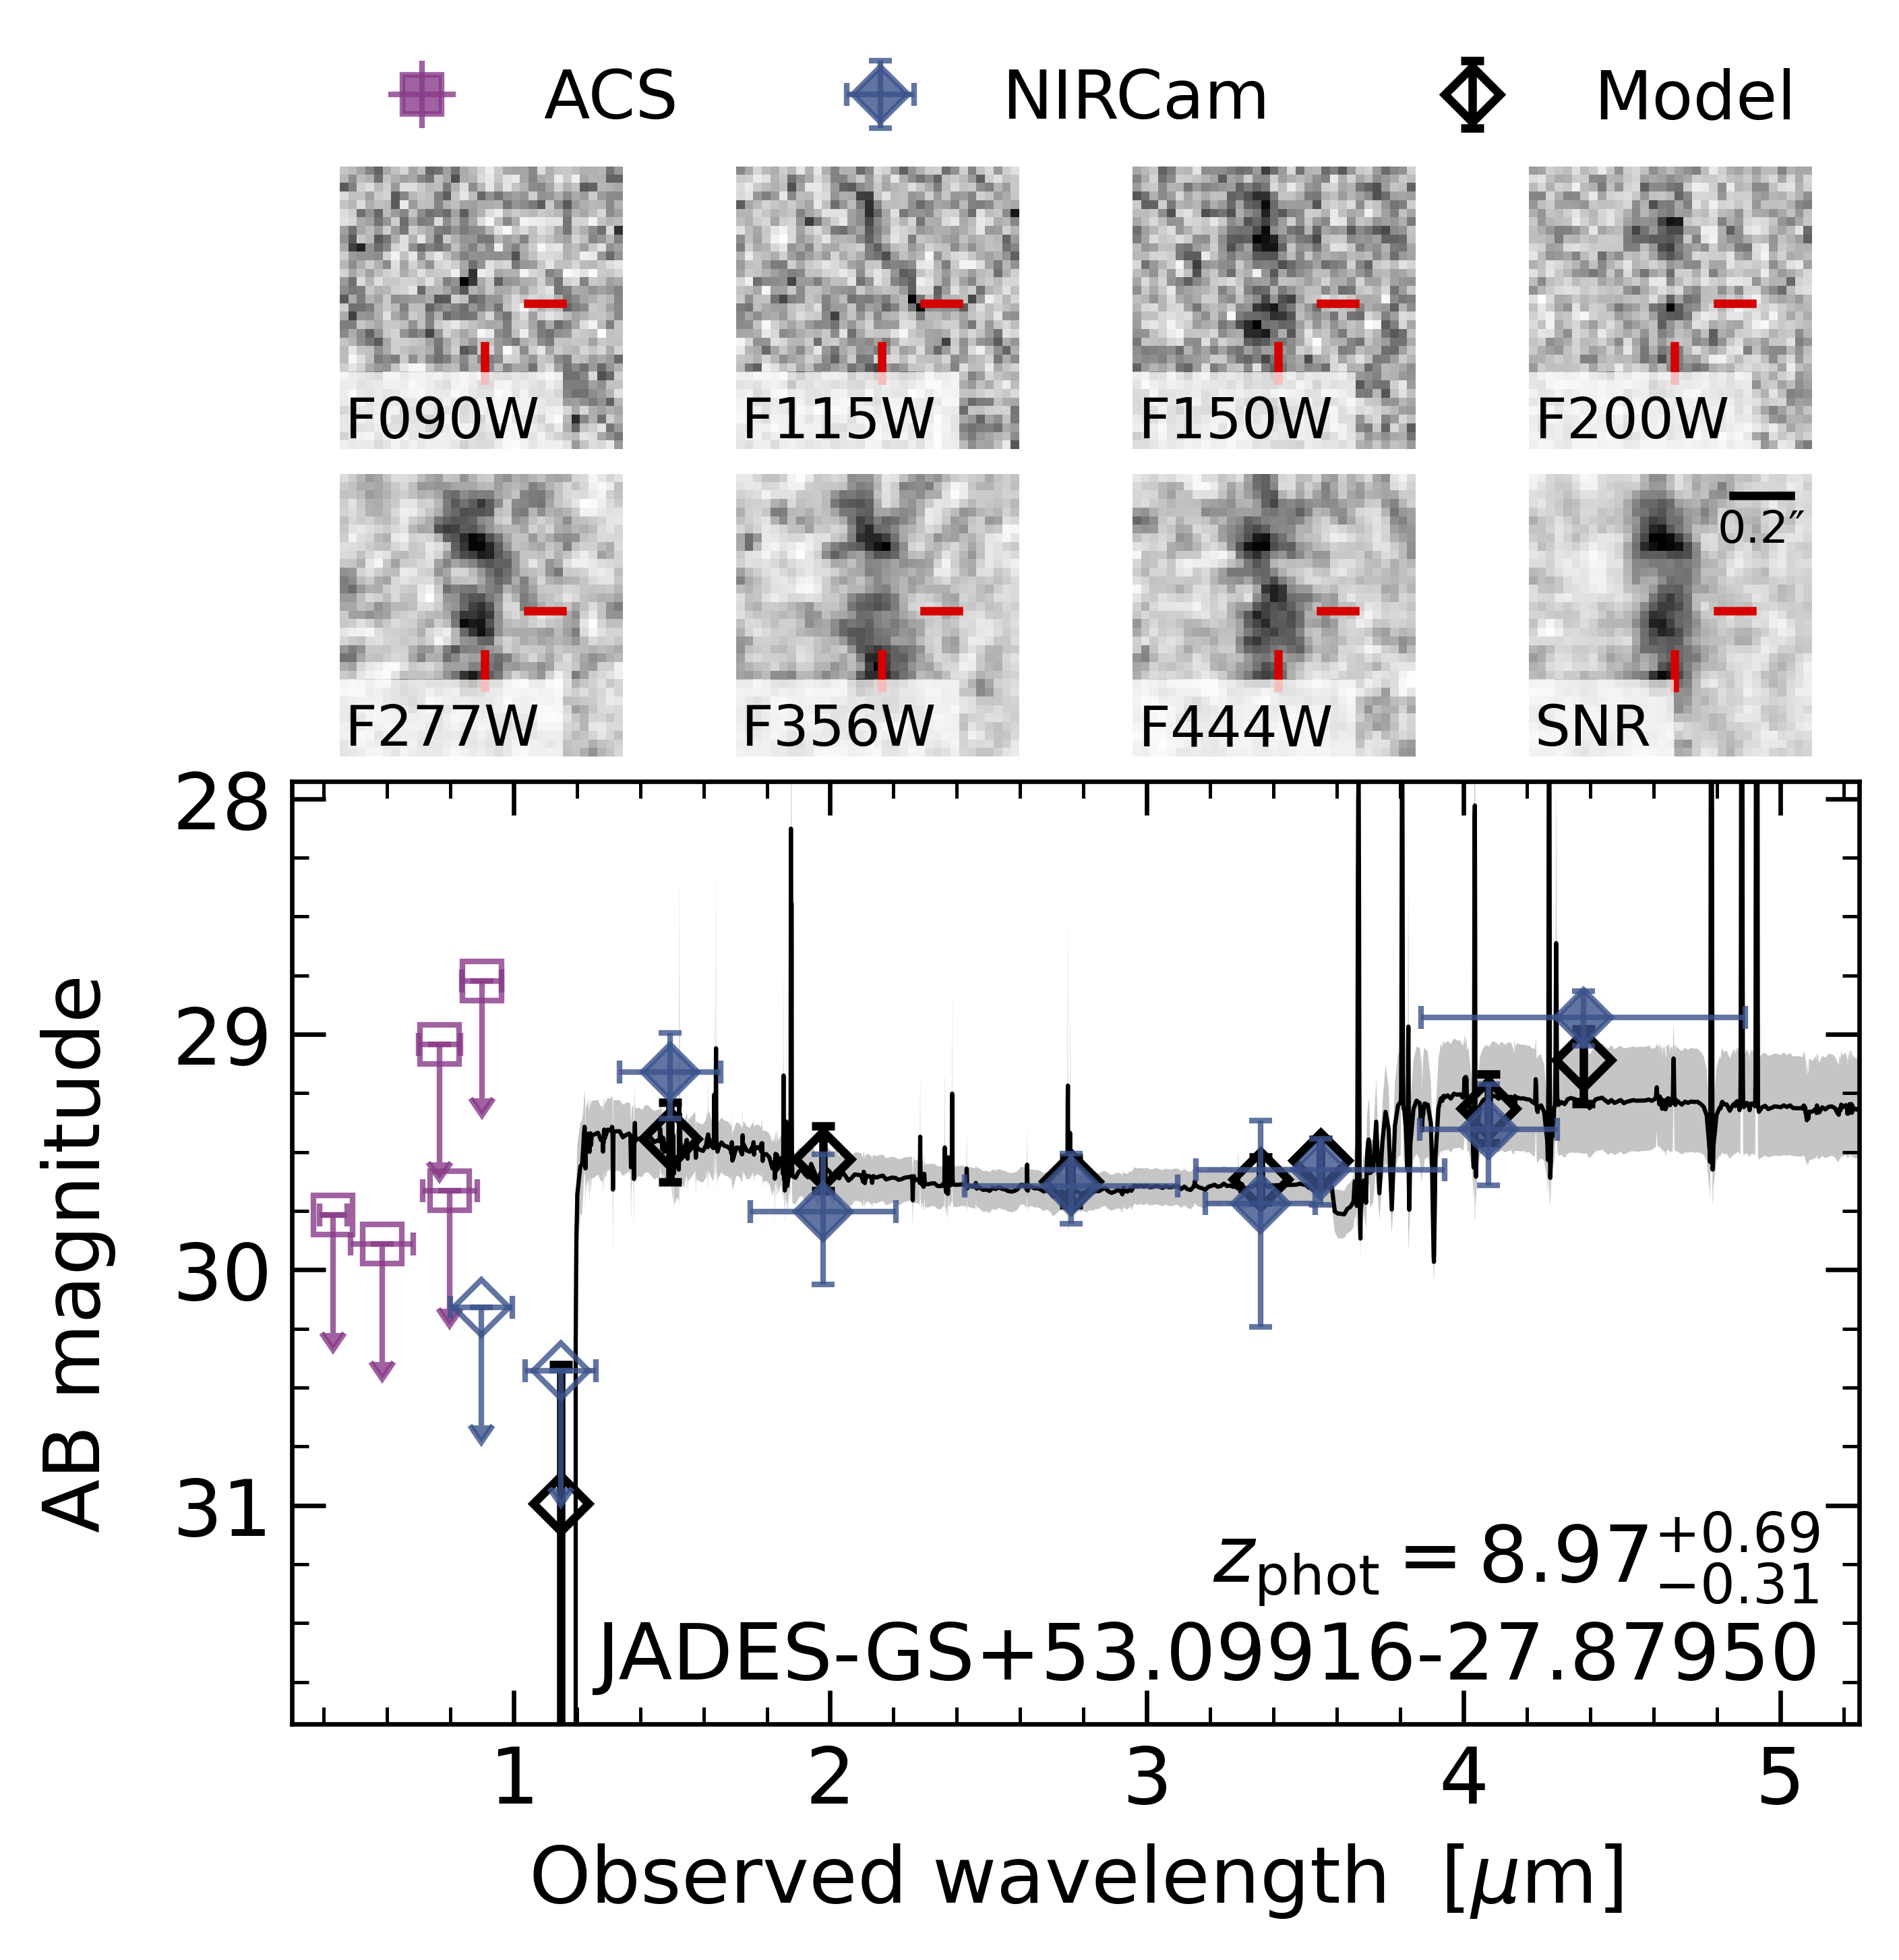 ACS NIRCam Model
F090W F115W F150W F200W
0.2″
F277W F356W F444W SNR
28
29
30
31
AB magnitude
z_phot = 8.97 +0.69 −0.31
JADES-GS+53.09916-27.87950
1 2 3 4 5
Observed wavelength [μm]